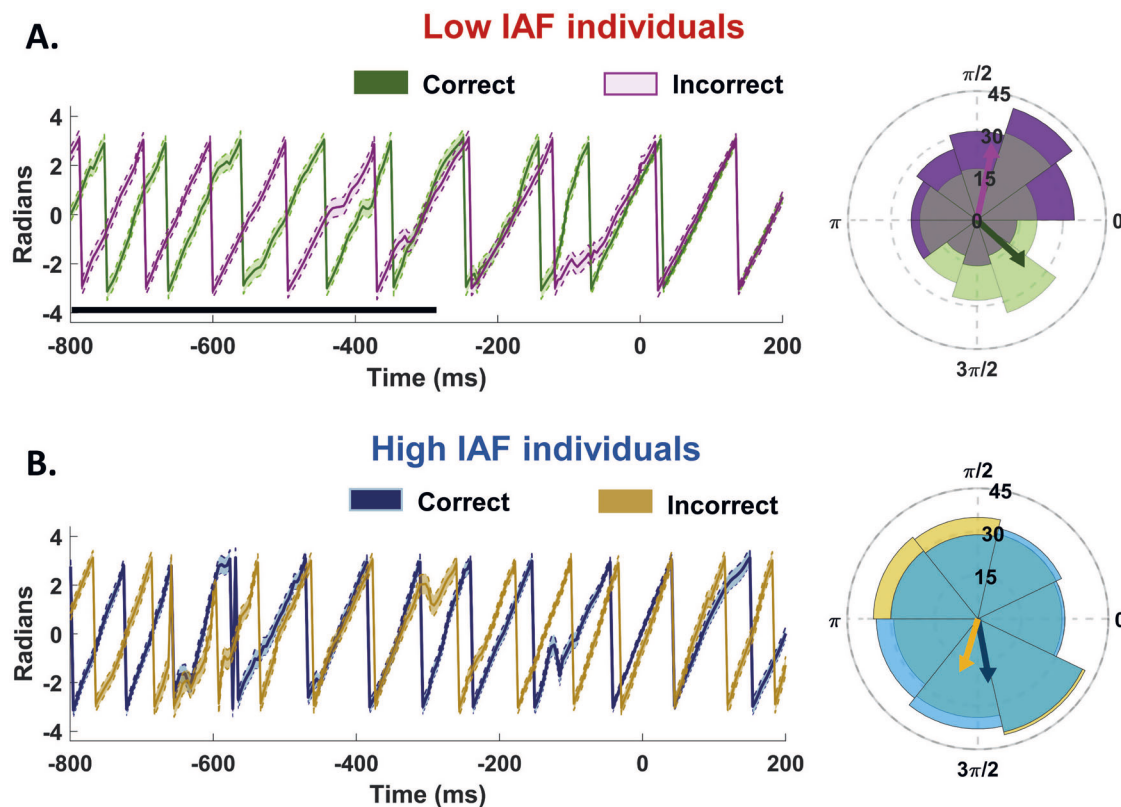 A.
Low IAF individuals
Correct
Incorrect
Radians
4
2
0
-2
-4
-800
-600
-400
-200
0
200
Time (ms)
π/2
45
30
15
0
π
0
3π/2
B.
High IAF individuals
Correct
Incorrect
Radians
4
2
0
-2
-4
-800
-600
-400
-200
0
200
Time (ms)
π/2
45
30
15
π
0
3π/2